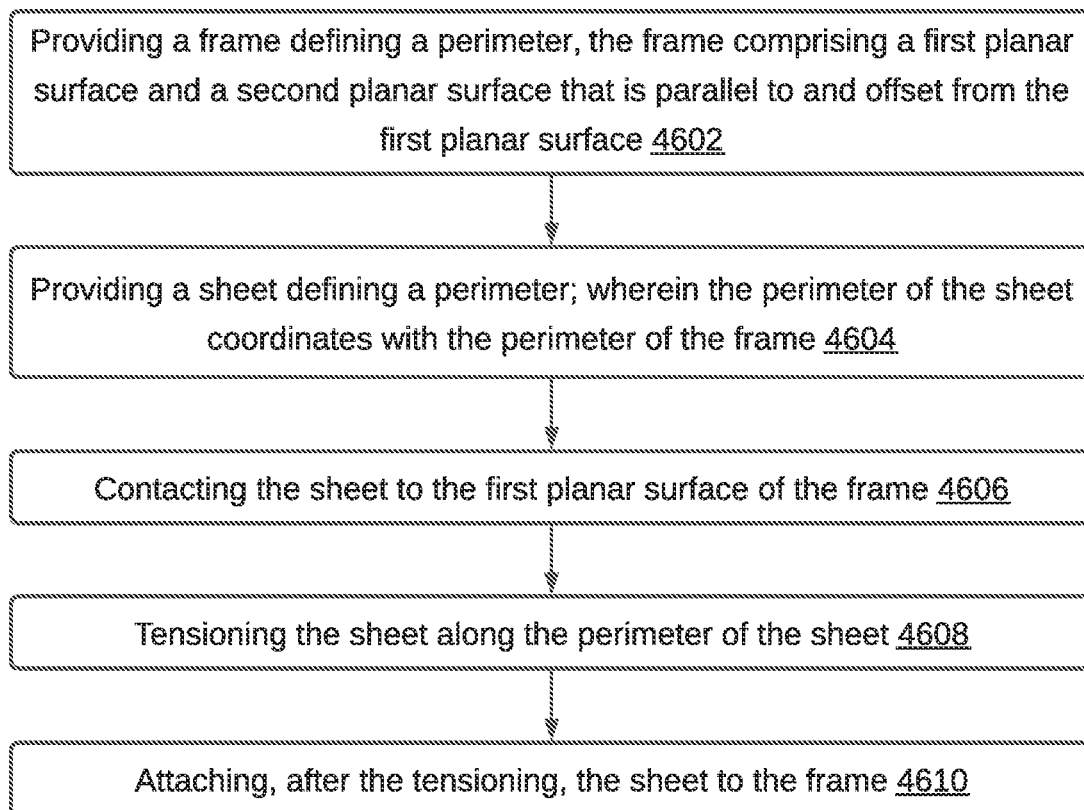 Providing a frame defining a perimeter, the frame comprising a first planar
surface and a second planar surface that is parallel to and offset from the
first planar surface 4602
Providing a sheet defining a perimeter; wherein the perimeter of the sheet
coordinates with the perimeter of the frame 4604
Contacting the sheet to the first planar surface of the frame 4606
Tensioning the sheet along the perimeter of the sheet 4608
Attaching, after the tensioning, the sheet to the frame 4610